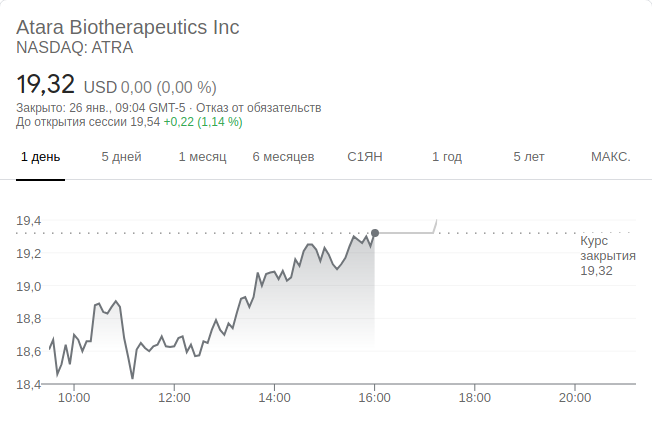 Atara Biotherapeutics Inc
NASDAQ: ATRA
19,32 USD 0,00 (0,00 %)
Закрыто: 26 янв., 09:04 GMT-5 · Отказ от обязательств
До открытия сессии 19,54 +0,22 (1,14 %)
1 день 5 дней 1 месяц 6 месяцев С1ЯН 1 год 5 лет МАКС.
19,4
Курс
закрытия
19,32
19,2
19,0
18,8
18,6
18,4
10:00 12:00 14:00 16:00 18:00 20:00